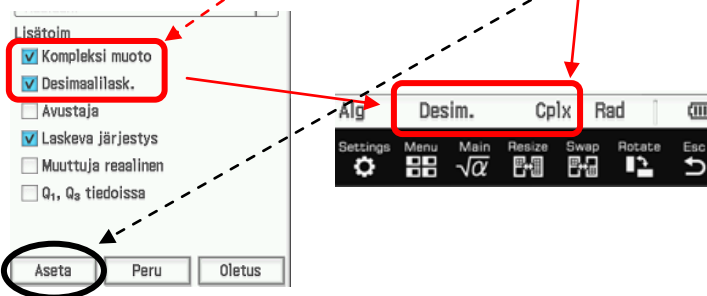 Lisätoim
Kompleksi muoto
Desimaalilask.
Avustaja
Laskeva järjestys
Muuttuja reaalinen
Q₁, Q₃ tiedoissa
Aseta Peru Oletus
Alg Desim. Cplx Rad
Settings Menu Main Resize Swap Rotate Esc
√α